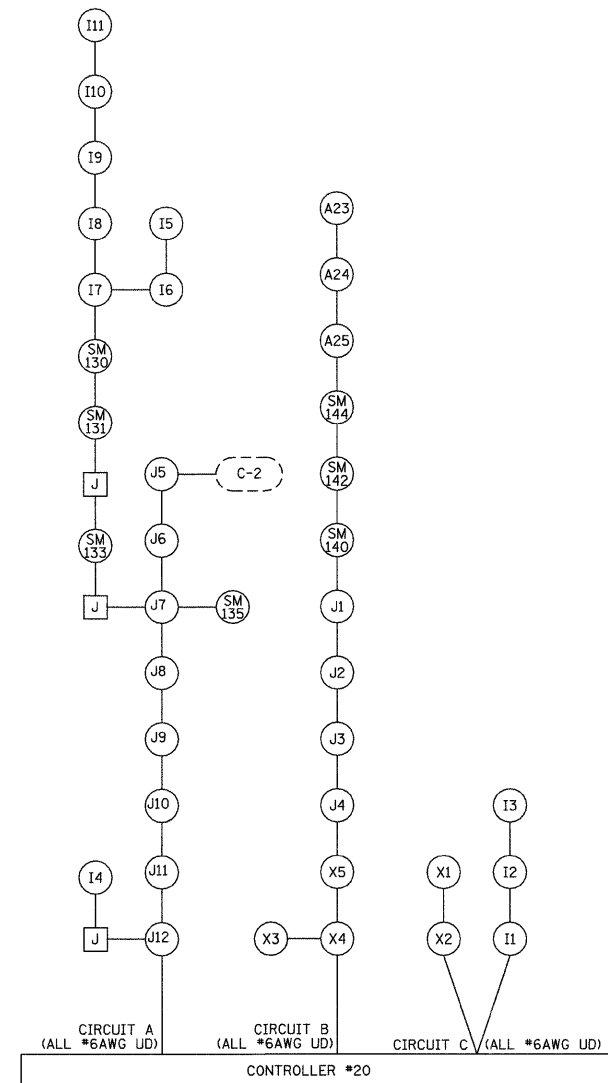 I11
I10
I9
I8
I5
I7
I6
SM
130
SM
131
J
SM
133
J
J5
C-2
J6
J7
SM
135
J8
J9
J10
J11
I4
J
J12
A23
A24
A25
SM
144
SM
142
SM
140
J1
J2
J3
J4
X5
X3
X4
X1
X2
I3
I2
I1
CIRCUIT A
(ALL #6AWG UD)
CIRCUIT B
(ALL #6AWG UD)
CIRCUIT C (ALL #6AWG UD)
CONTROLLER #20